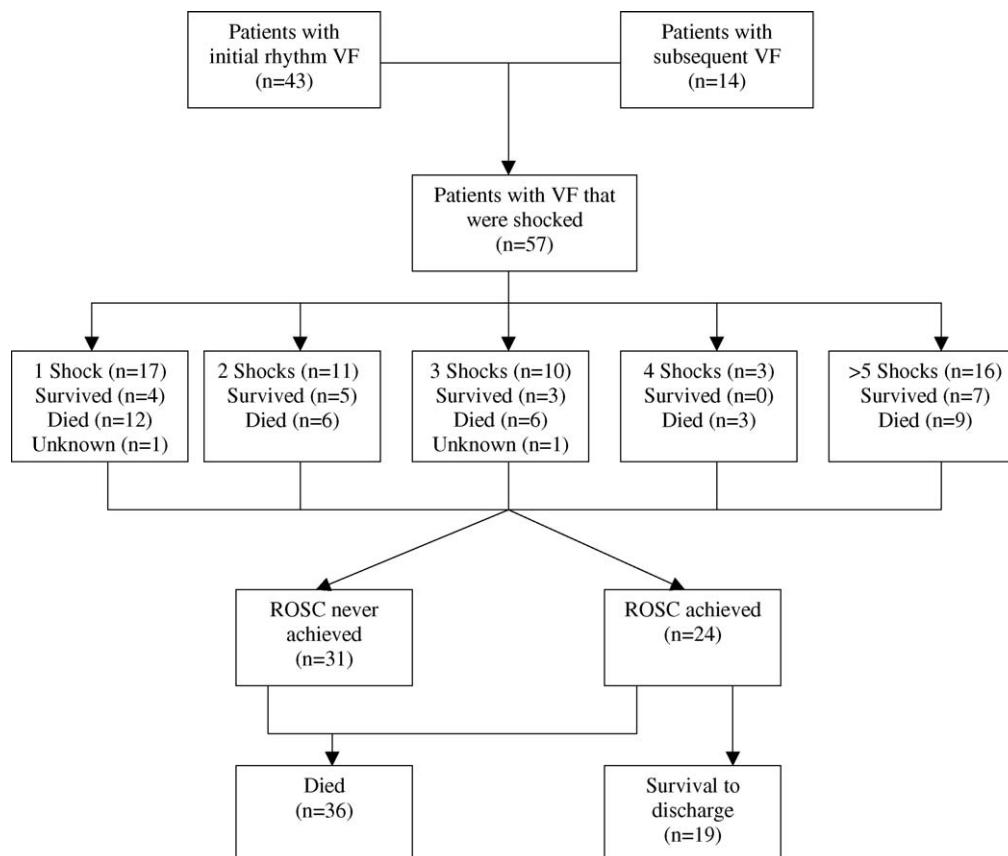 Patients with
initial rhythm VF
(n=43)
Patients with
subsequent VF
(n=14)
Patients with VF that
were shocked
(n=57)
1 Shock (n=17)
Survived (n=4)
Died (n=12)
Unknown (n=1)
2 Shocks (n=11)
Survived (n=5)
Died (n=6)
3 Shocks (n=10)
Survived (n=3)
Died (n=6)
Unknown (n=1)
4 Shocks (n=3)
Survived (n=0)
Died (n=3)
>5 Shocks (n=16)
Survived (n=7)
Died (n=9)
ROSC never
achieved
(n=31)
ROSC achieved
(n=24)
Died
(n=36)
Survival to
discharge
(n=19)